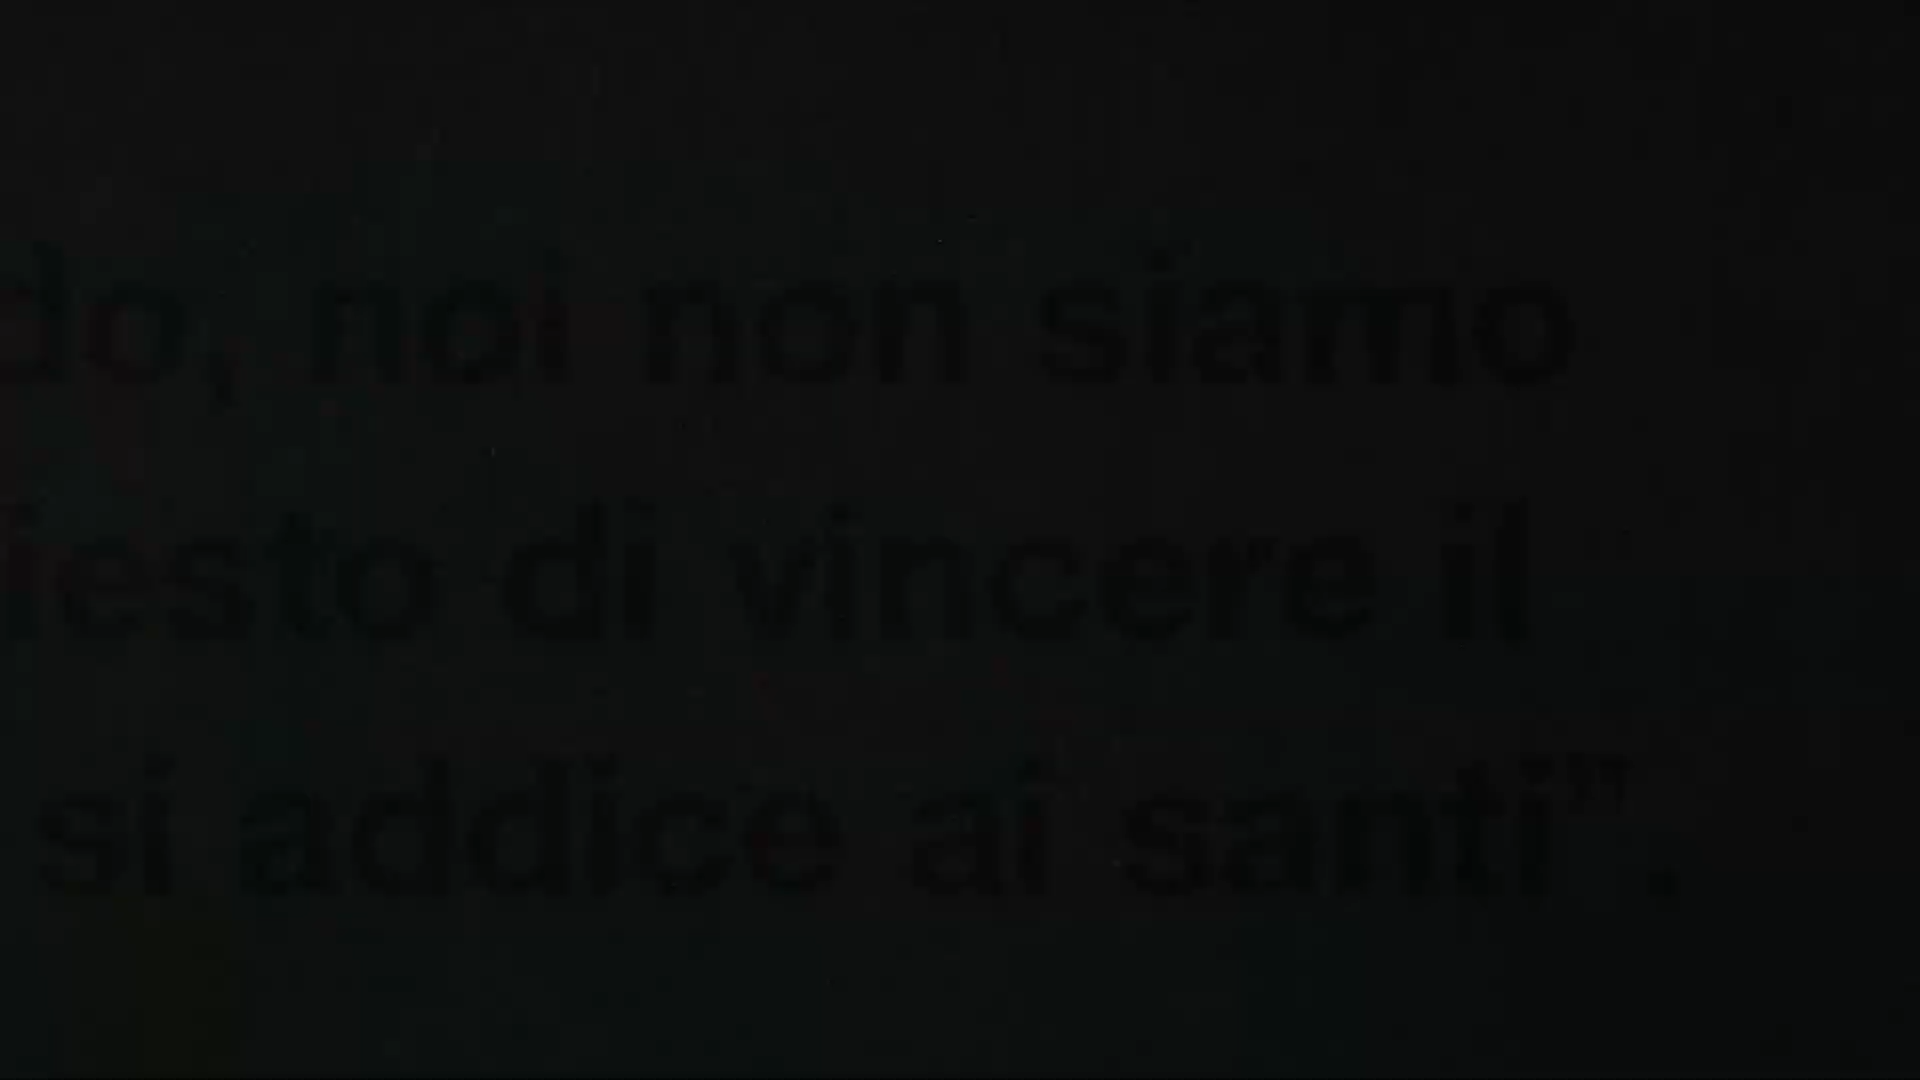 do, noi non siamo
iesto di vincere il
si addice ai santi".